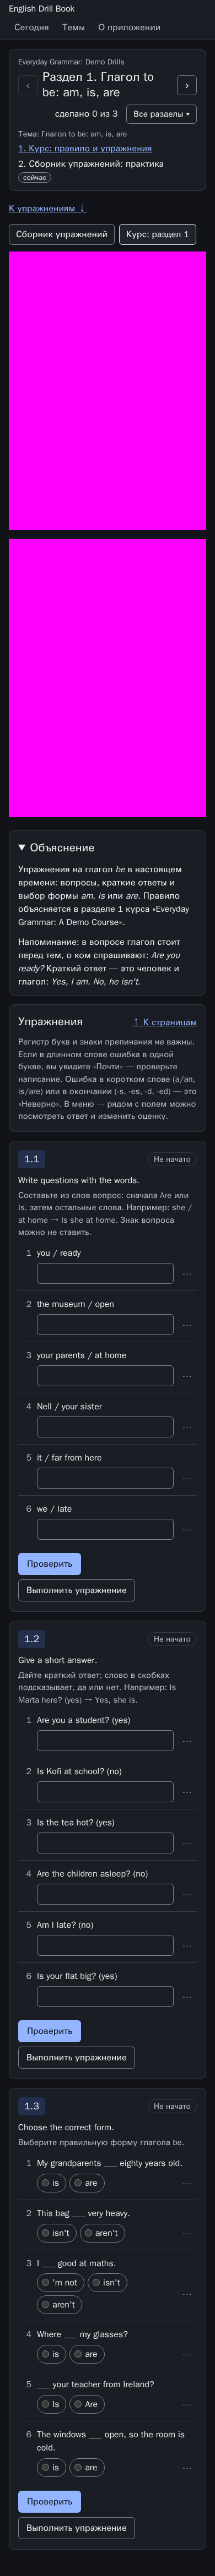 English Drill Book
Сегодня Темы О приложении
Everyday Grammar: Demo Drills
‹ Раздел 1. Глагол to ›
be: am, is, are
сделано 0 из 3 Все разделы ▾
Тема: Глагол to be: am, is, are
1. Курс: правило и упражнения
2. Сборник упражнений: практика
сейчас
К упражнениям ↓
Сборник упражнений Курс: раздел 1
▼ Объяснение
Упражнения на глагол be в настоящем
времени: вопросы, краткие ответы и
выбор формы am, is или are. Правило
объясняется в разделе 1 курса «Everyday
Grammar: A Demo Course».
Напоминание: в вопросе глагол стоит
перед тем, о ком спрашивают: Are you
ready? Краткий ответ — это человек и
глагол: Yes, I am. No, he isn't.
Упражнения ↑ К страницам
Регистр букв и знаки препинания не важны.
Если в длинном слове ошибка в одной
букве, вы увидите «Почти» — проверьте
написание. Ошибка в коротком слове (a/an,
is/are) или в окончании (-s, -es, -d, -ed) — это
«Неверно». В меню ⋯ рядом с полем можно
посмотреть ответ и изменить оценку.
1.1 Не начато
Write questions with the words.
Составьте из слов вопрос: сначала Are или
Is, затем остальные слова. Например: she /
at home → Is she at home. Знак вопроса
можно не ставить.
1 you / ready
⋯
2 the museum / open
⋯
3 your parents / at home
⋯
4 Nell / your sister
⋯
5 it / far from here
⋯
6 we / late
⋯
Проверить
Выполнить упражнение
1.2 Не начато
Give a short answer.
Дайте краткий ответ; слово в скобках
подсказывает, да или нет. Например: Is
Marta here? (yes) → Yes, she is.
1 Are you a student? (yes)
⋯
2 Is Kofi at school? (no)
⋯
3 Is the tea hot? (yes)
⋯
4 Are the children asleep? (no)
⋯
5 Am I late? (no)
⋯
6 Is your flat big? (yes)
⋯
Проверить
Выполнить упражнение
1.3 Не начато
Choose the correct form.
Выберите правильную форму глагола be.
1 My grandparents ___ eighty years old.
is are ⋯
2 This bag ___ very heavy.
isn't aren't ⋯
3 I ___ good at maths.
'm not isn't
aren't ⋯
4 Where ___ my glasses?
is are ⋯
5 ___ your teacher from Ireland?
Is Are ⋯
6 The windows ___ open, so the room is
cold.
is are ⋯
Проверить
Выполнить упражнение